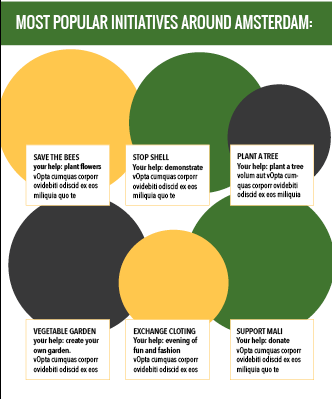 MOST POPULAR INITIATIVES AROUND AMSTERDAM:
SAVE THE BEES
your help: plant flowers
vOpta cumquas corporr
ovidebiti odiscid ex eos
miliquia quo te
STOP SHELL
Your help: demonstrate
vOpta cumquas corporr
ovidebiti odiscid ex eos
miliquia quo te
PLANT A TREE
Your help: plant a tree
volum aut vOpta cum-
quas corporr ovidebiti
odiscid ex eos miliquia
VEGETABLE GARDEN
your help: create your
own garden.
vOpta cumquas corporr
ovidebiti odiscid ex eos
EXCHANGE CLOTING
Your help: evening of
fun and fashion
vOpta cumquas corporr
ovidebiti odiscid ex eos
SUPPORT MALI
Your help: donate
vOpta cumquas corporr
ovidebiti odiscid ex eos
miliquia quo te